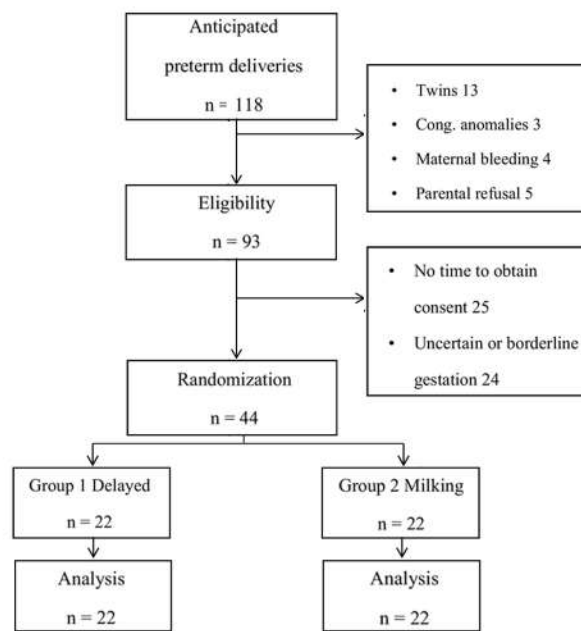 Anticipated
preterm deliveries
n = 118
• Twins 13
• Cong. anomalies 3
• Maternal bleeding 4
• Parental refusal 5
Eligibility
n = 93
• No time to obtain
consent 25
• Uncertain or borderline
gestation 24
Randomization
n = 44
Group 1 Delayed
n = 22
Group 2 Milking
n = 22
Analysis
n = 22
Analysis
n = 22